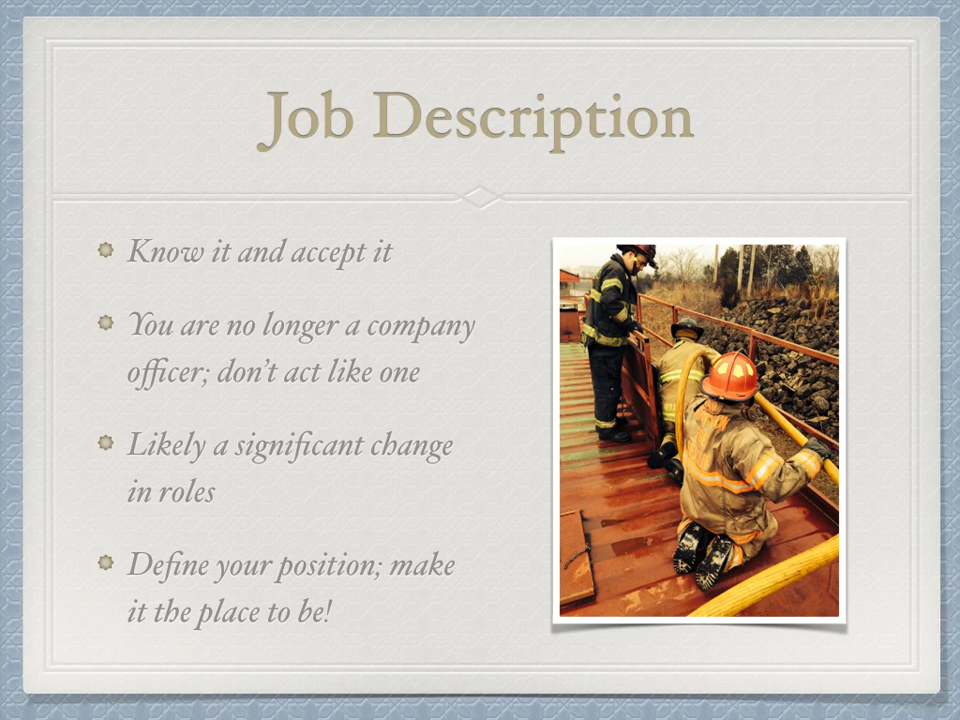 Job Description
Know it and accept it
You are no longer a company
officer; don't act like one
Likely a significant change
in roles
Define your position; make
it the place to be!